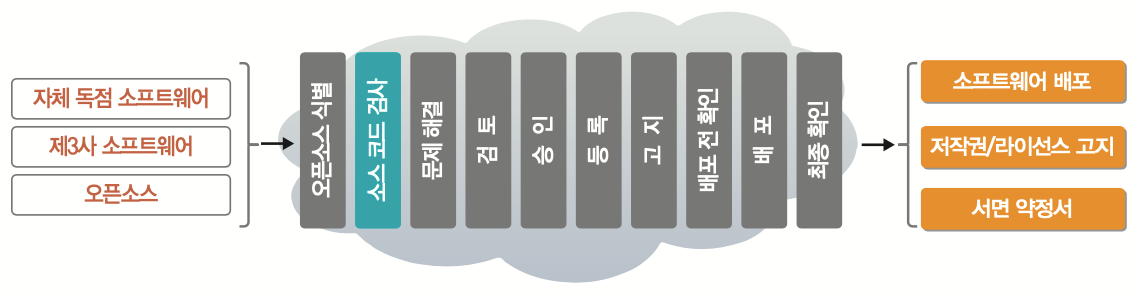 자체 독점 소프트웨어
제3사 소프트웨어
오픈소스
오픈소스 식별
소스 코드 검사
문제 해결
검토
승인
등록
고지
배포 전 확인
배포
최종 확인
소프트웨어 배포
저작권/라이선스 고지
서면 약정서